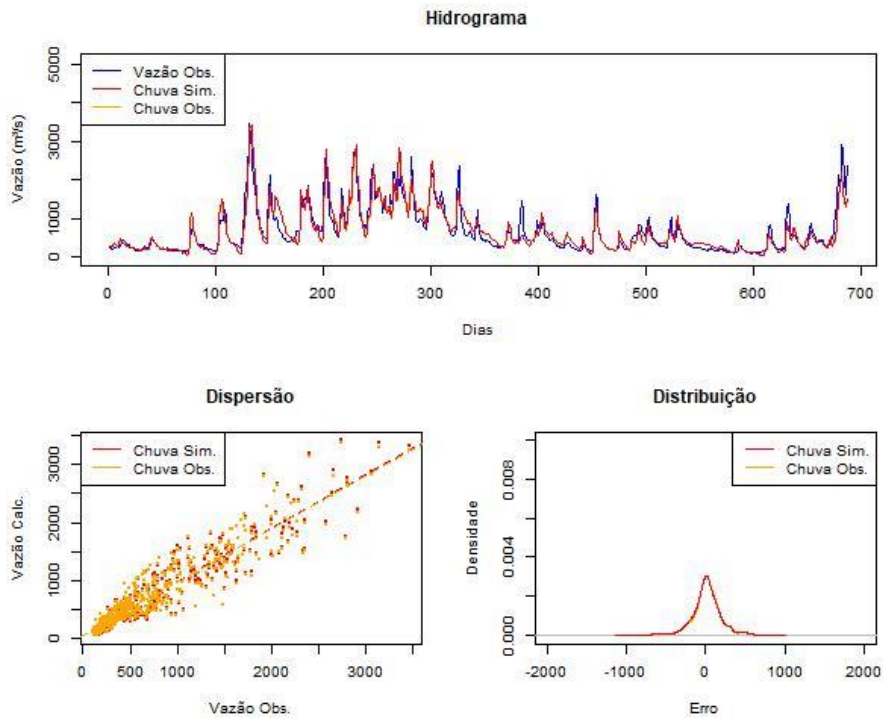 Hidrograma
Vazão (m³/s)
0 1000 3000 5000
Vazão Obs.
Chuva Sim.
Chuva Obs.
0 100 200 300 400 500 600 700
Dias
Dispersão
Vazão Calc.
0 1000 2000 3000
Chuva Sim.
Chuva Obs.
0 500 1000 2000 3000
Vazão Obs.
Distribuição
Densidade
0.000 0.004 0.008
Chuva Sim.
Chuva Obs.
-2000 -1000 0 1000 2000
Erro